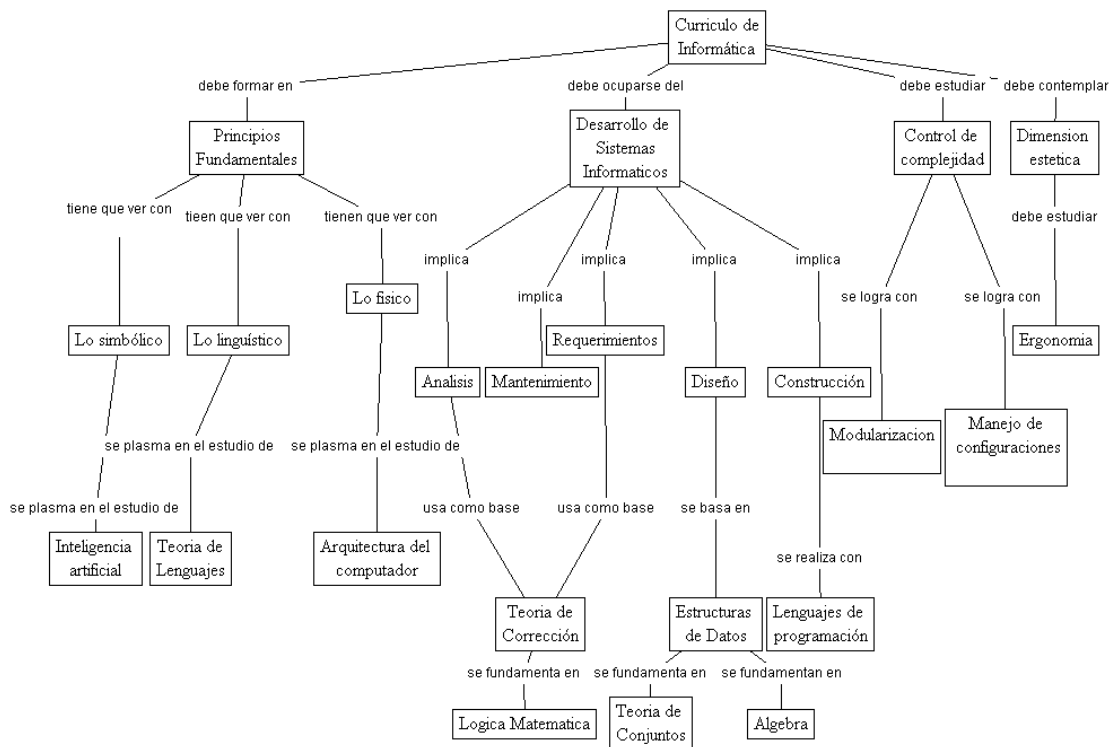 Curriculo de
Informática
debe formar en
debe ocuparse del
debe estudiar
debe contemplar
Principios
Fundamentales
Desarrollo de
Sistemas
Informaticos
Control de
complejidad
Dimension
estetica
tiene que ver con
tieen que ver con
tienen que ver con
debe estudiar
implica
implica
implica
implica
implica
se logra con
se logra con
Lo fisico
Lo simbólico
Lo linguístico
Requerimientos
Ergonomia
Analisis
Mantenimiento
Diseño
Construcción
Modularizacion
Manejo de
configuraciones
se plasma en el estudio de
se plasma en el estudio de
se plasma en el estudio de
usa como base
usa como base
se basa en
se realiza con
Inteligencia
artificial
Teoria de
Lenguajes
Arquitectura del
computador
Teoria de
Corrección
Estructuras
de Datos
Lenguajes de
programación
se fundamenta en
se fundamenta en
se fundamentan en
Logica Matematica
Teoria de
Conjuntos
Algebra